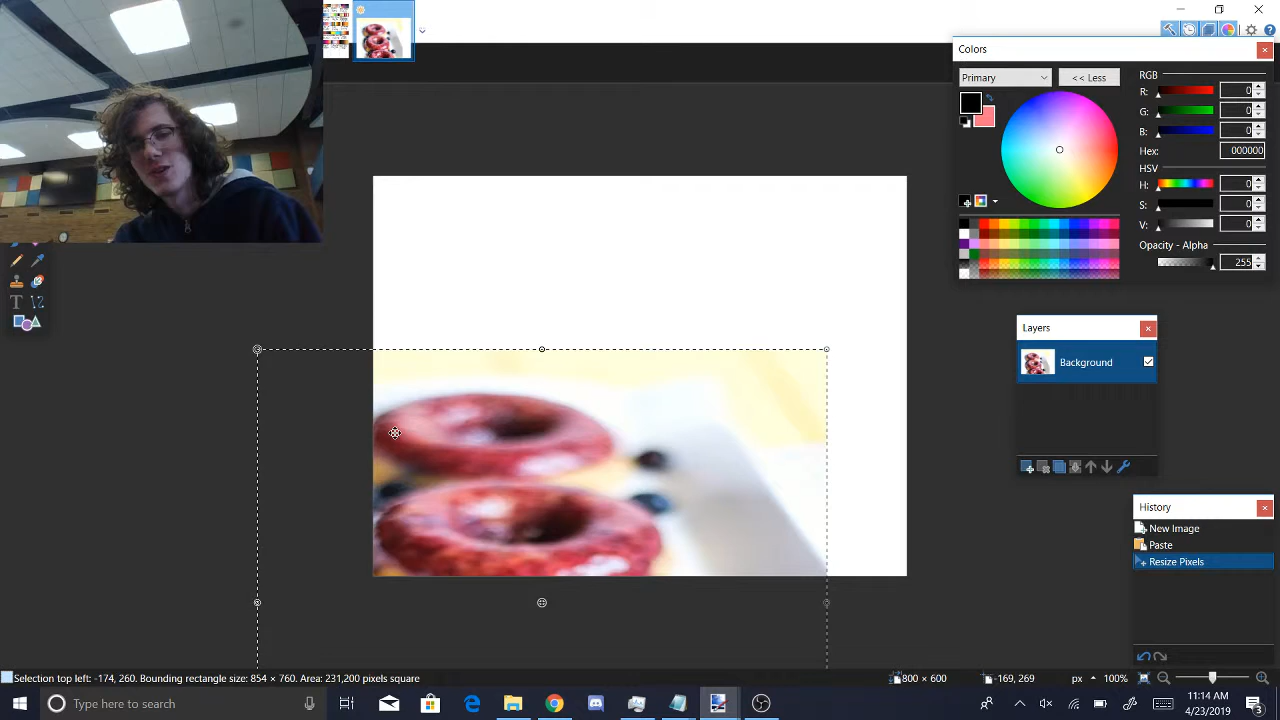 Colors
Primary
<< Less
RGB
R:
0
G:
0
B:
0
Hex:
000000
HSV
H:
0
S:
0
V:
0
Opacity - Alpha
255
Layers
Background
History
New Image
Paste
Resize Pixels
Selection top left: -174, 260. Bounding rectangle size: 854 × 760. Area: 231,200 pixels square
800 × 600
-169, 269
px
100%
Type here to search
11:14 AM
4/23/2019
3